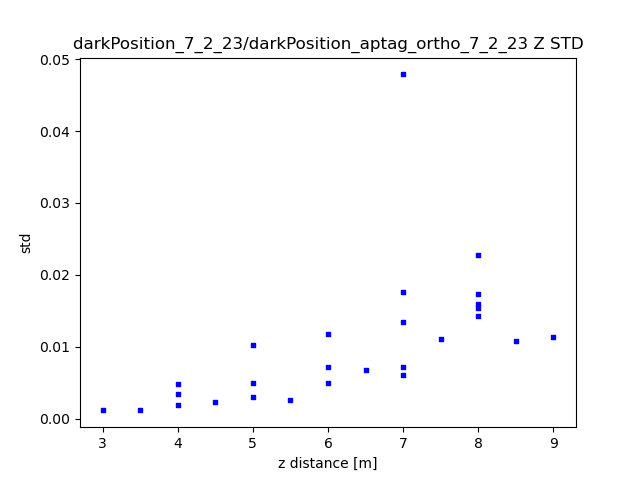 darkPosition_7_2_23/darkPosition_aptag_ortho_7_2_23 Z STD
0.05
0.04
0.03
0.02
0.01
0.00
std
3 4 5 6 7 8 9
z distance [m]